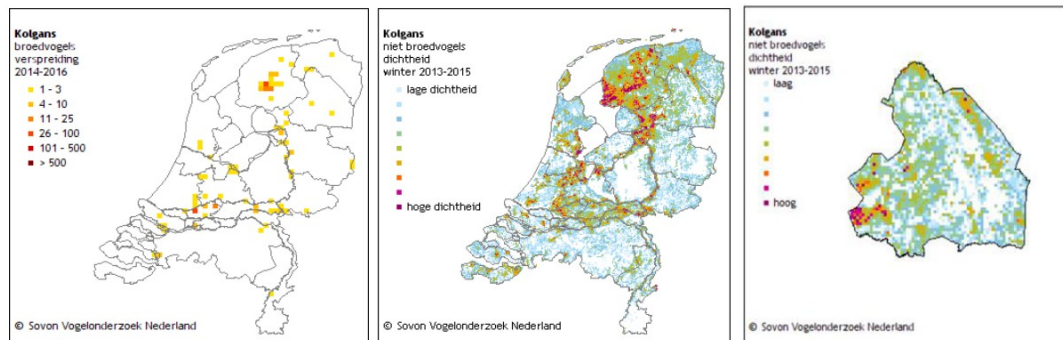 Kolgans
broedvogels
verspreiding
2014-2016
1 - 3
4 - 10
11 - 25
26 - 100
101 - 500
> 500
© Sovon Vogelonderzoek Nederland
Kolgans
niet broedvogels
dichtheid
winter 2013-2015
lage dichtheid
hoge dichtheid
© Sovon Vogelonderzoek Nederland
Kolgans
niet broedvogels
dichtheid
winter 2013-2015
laag
hoog
© Sovon Vogelonderzoek Nederland